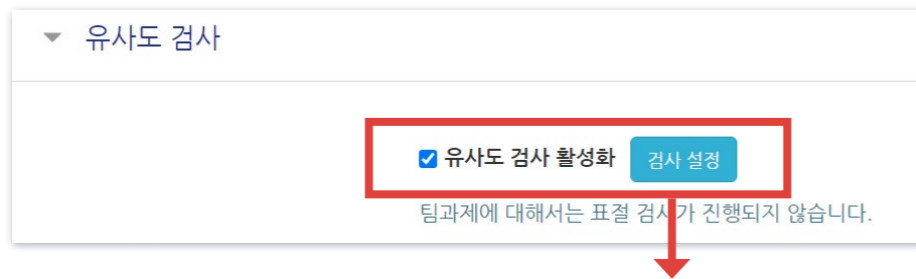 유사도 검사
유사도 검사 활성화 검사 설정
팀과제에 대해서는 표절 검사가 진행되지 않습니다.